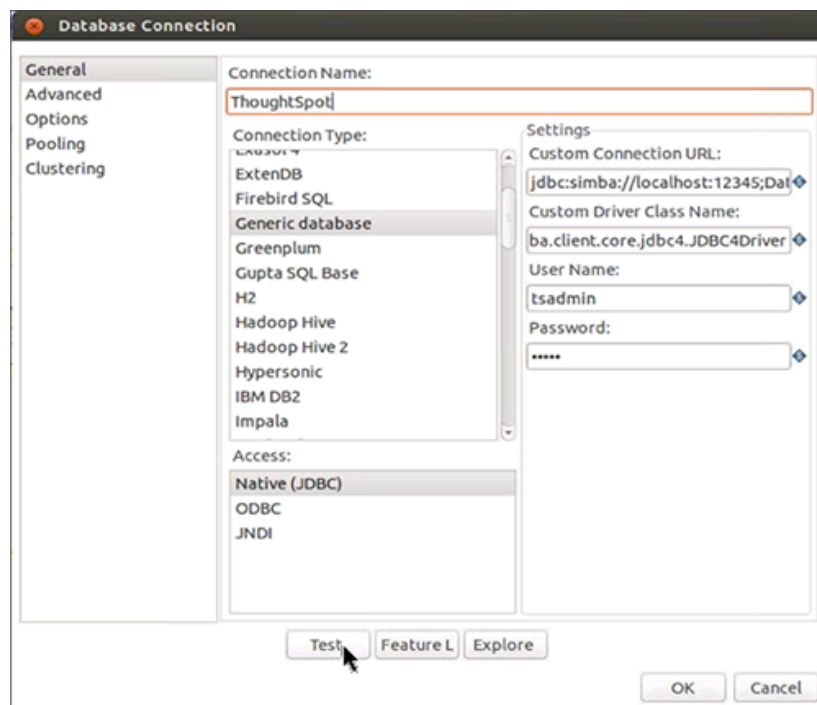 Database Connection
General
Advanced
Options
Pooling
Clustering
Connection Name:
ThoughtSpot
Connection Type:
ExtenDB
Firebird SQL
Generic database
Greenplum
Gupta SQL Base
H2
Hadoop Hive
Hadoop Hive 2
Hypersonic
IBM DB2
Impala
Access:
Native (JDBC)
ODBC
JNDI
Settings
Custom Connection URL:
jdbc:simba://localhost:12345;Dat
Custom Driver Class Name:
ba.client.core.jdbc4.JDBC4Driver
User Name:
tsadmin
Password:
•••••
Test
Feature L
Explore
OK
Cancel